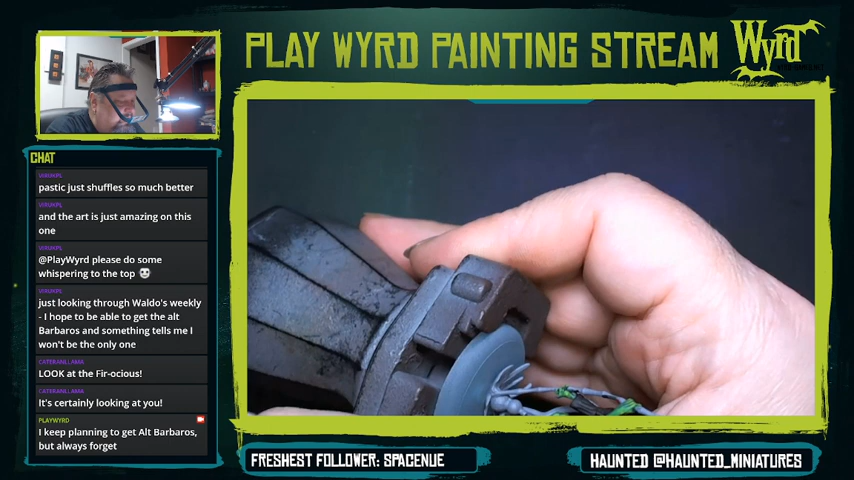 PLAY WYRD PAINTING STREAM
Wyrd
CHAT
VIRUKPL
pastic just shuffles so much better
VIRUKPL
and the art is just amazing on this
one
VIRUKPL
@PlayWyrd please do some
whispering to the top
VIRUKPL
just looking through Waldo's weekly
- I hope to be able to get the alt
Barbaros and something tells me I
won't be the only one
LOOK at the Fir-ocious!
It's certainly looking at you!
PLAYWYRD
I keep planning to get Alt Barbaros,
but always forget
FRESHEST FOLLOWER: SPACENUE
HAUNTED @HAUNTED_MINIATURES